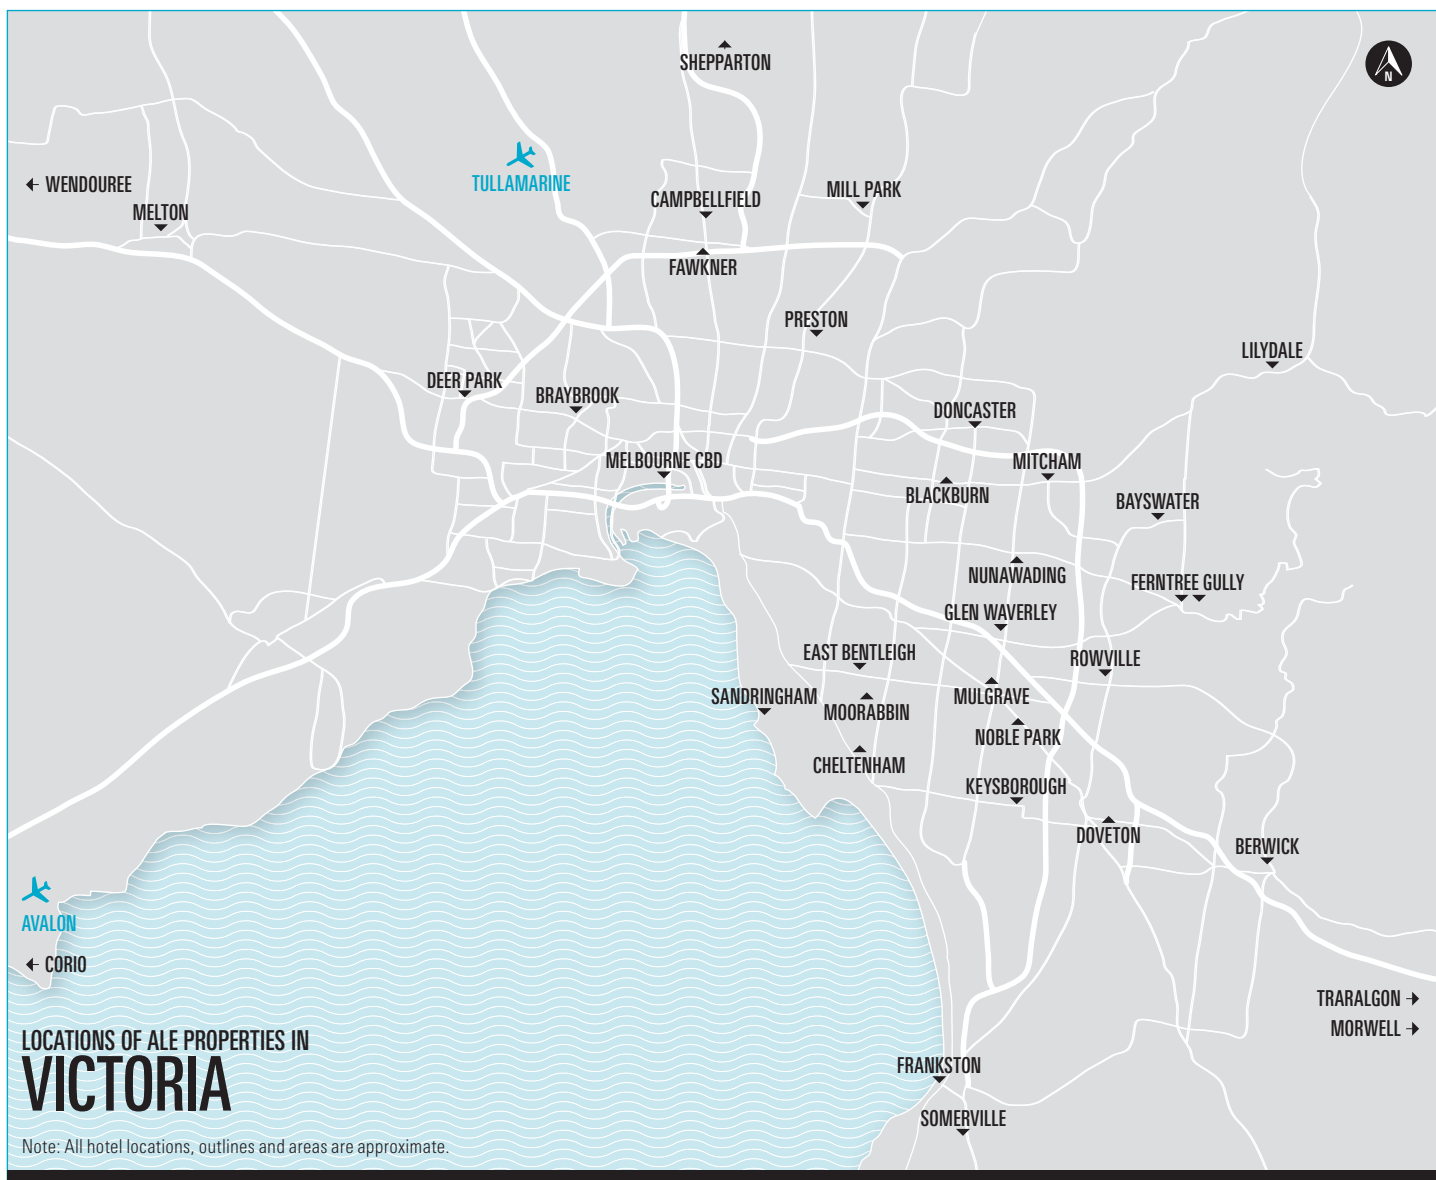 SHEPPARTON
N
TULLAMARINE
WENDOUREE
MELTON
CAMPBELLFIELD
MILL PARK
FAWKNER
PRESTON
LILYDALE
DEER PARK
BRAYBROOK
DONCASTER
MELBOURNE CBD
MITCHAM
BLACKBURN
BAYSWATER
NUNAWADING
FERNTREE GULLY
GLEN WAVERLEY
EAST BENTLEIGH
ROWVILLE
SANDRINGHAM
MOORABBIN
MULGRAVE
NOBLE PARK
CHELTENHAM
KEYSBOROUGH
DOVETON
BERWICK
AVALON
CORIO
TRARALGON
MORWELL
LOCATIONS OF ALE PROPERTIES IN
VICTORIA
FRANKSTON
SOMERVILLE
Note: All hotel locations, outlines and areas are approximate.